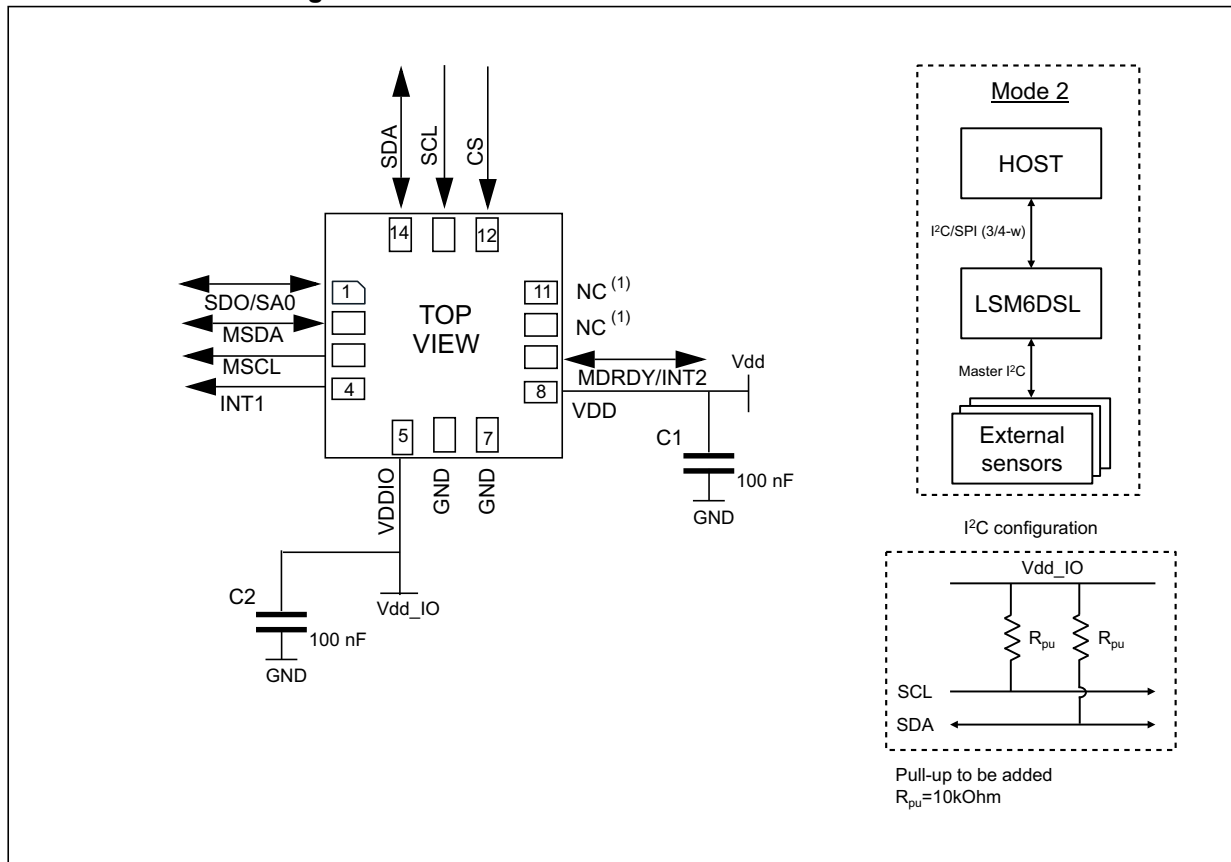 SDA
SCL
CS
14
12
1
SDO/SA0
MSDA
MSCL
4
INT1
TOP
VIEW
11
NC (1)
NC (1)
MDRDY/INT2
Vdd
8
VDD
5
7
VDDIO
GND
GND
C1
100 nF
GND
C2
100 nF
GND
Vdd_IO
Mode 2
HOST
I²C/SPI (3/4-w)
LSM6DSL
Master I²C
External
sensors
I²C configuration
Vdd_IO
Rpu
Rpu
SCL
SDA
Pull-up to be added
Rpu=10kOhm